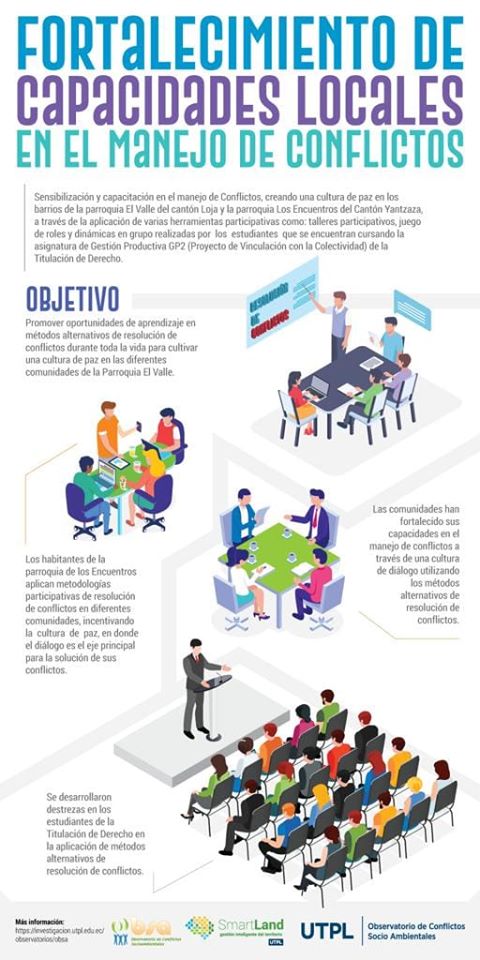 FORTALECIMIENTO DE
CAPACIDADES LOCALES
EN EL MANEJO DE CONFLICTOS
Sensibilización y capacitación en el manejo de Conflictos, creando una cultura de paz en los
barrios de la parroquia El Valle del cantón Loja y la parroquia Los Encuentros del Cantón Yantzaza,
a través de la aplicación de varias herramientas participativas como: talleres participativos, juego
de roles y dinámicas en grupo realizadas por los estudiantes que se encuentran cursando la
asignatura de Gestión Productiva GP2 (Proyecto de Vinculación con la Colectividad) de la
Titulación de Derecho.
OBJETIVO
Promover oportunidades de aprendizaje en
métodos alternativos de resolución de
conflictos durante toda la vida para cultivar
una cultura de paz en las diferentes
comunidades de la Parroquia El Valle.
RESOLUCIÓN
DE
CONFLICTOS
Las comunidades han
fortalecido sus
capacidades en el
manejo de conflictos a
través de una cultura
de diálogo utilizando
los métodos
alternativos de
resolución de
conflictos.
Los habitantes de la
parroquia de los Encuentros
aplican metodologías
participativas de resolución
de conflictos en diferentes
comunidades, incentivando
la cultura de paz, en donde
el diálogo es el eje principal
para la solución de sus
conflictos.
Se desarrollaron
destrezas en los
estudiantes de la
Titulación de Derecho en
la aplicación de métodos
alternativos de
resolución de conflictos.
Más información:
https://investigacion.utpl.edu.ec/
observatorios/obsa
obsa
Observatorio de Conflictos
Socioambientales
SmartLand
gestión inteligente del territorio
UTPL
UTPL
Observatorio de Conflictos
Socio Ambientales